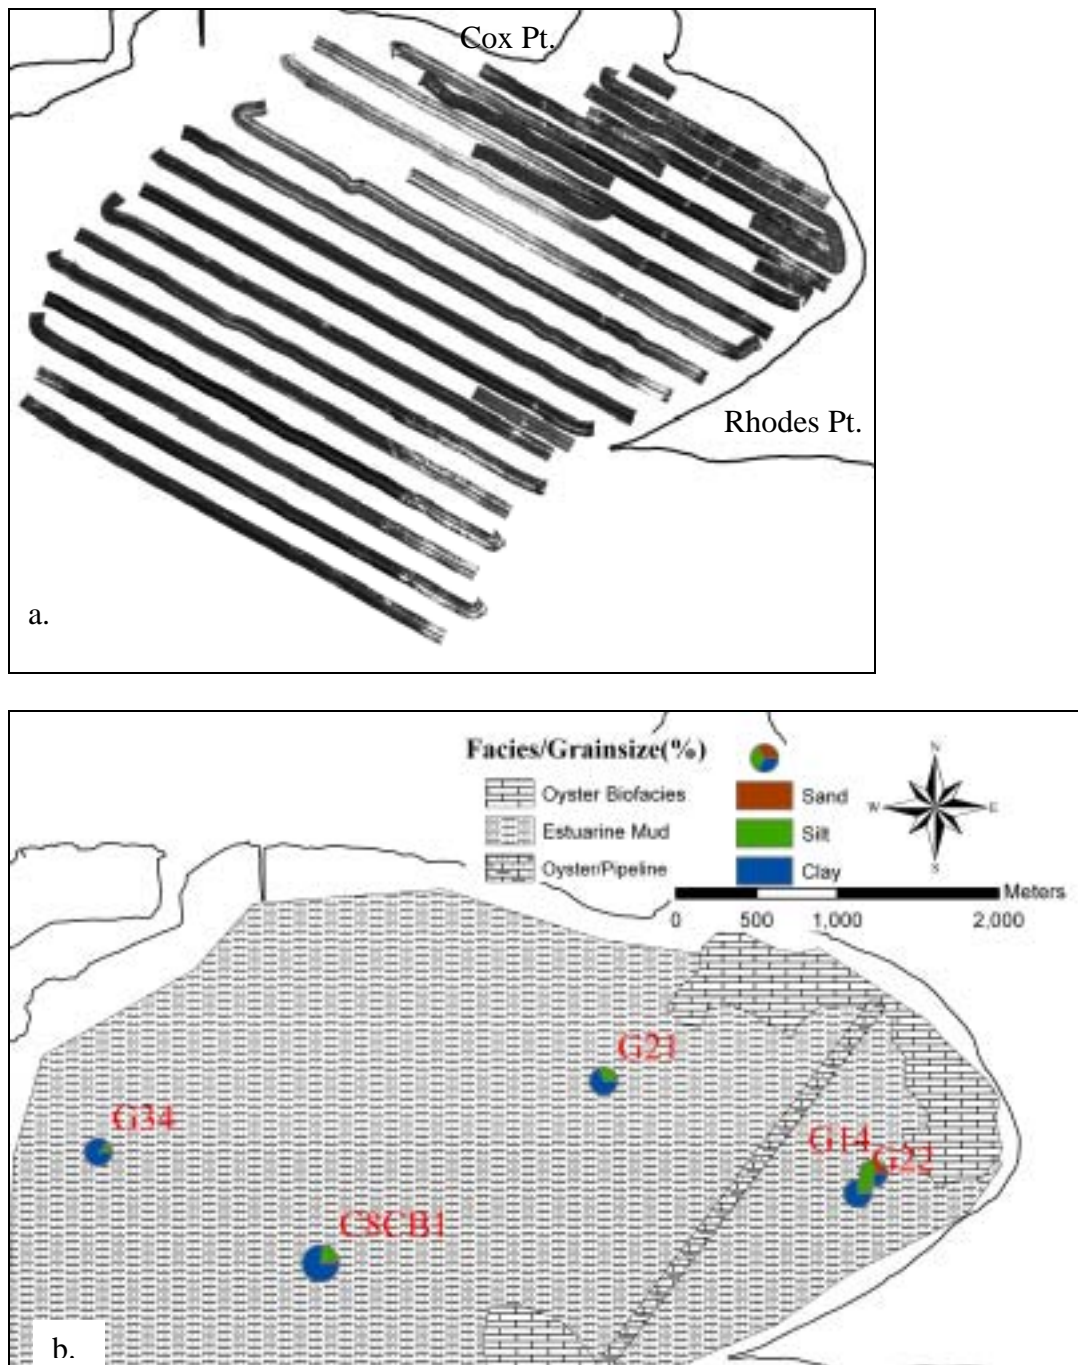 Cox Pt.
Rhodes Pt.
a.
Facies/Grainsize(%)
Oyster Biofacies
Estuarine Mud
Oyster/Pipeline
Sand
Silt
Clay
N
W E
S
Meters
0 500 1,000 2,000
G21
G34
G14
G22
C8CB1
b.